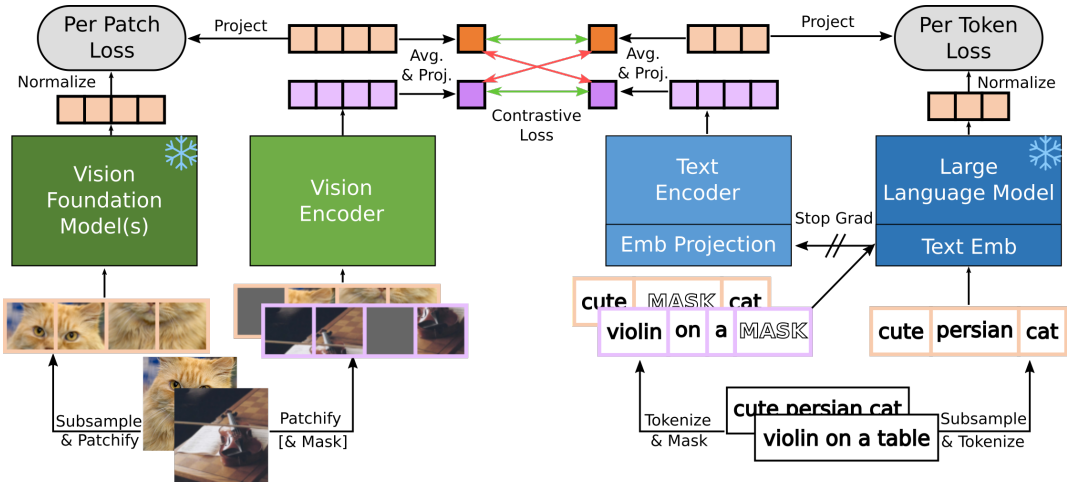 Per Patch
Loss
Project
Avg.
& Proj.
Avg.
& Proj.
Project
Per Token
Loss
Normalize
Contrastive
Loss
Normalize
Vision
Foundation
Model(s)
Vision
Encoder
Text
Encoder
Emb Projection
Stop Grad
Large
Language Model
Text Emb
cute MASK cat
violin on a MASK
cute persian cat
Subsample
& Patchify
Patchify
[& Mask]
Tokenize
& Mask
cute persian cat
violin on a table
Subsample
& Tokenize